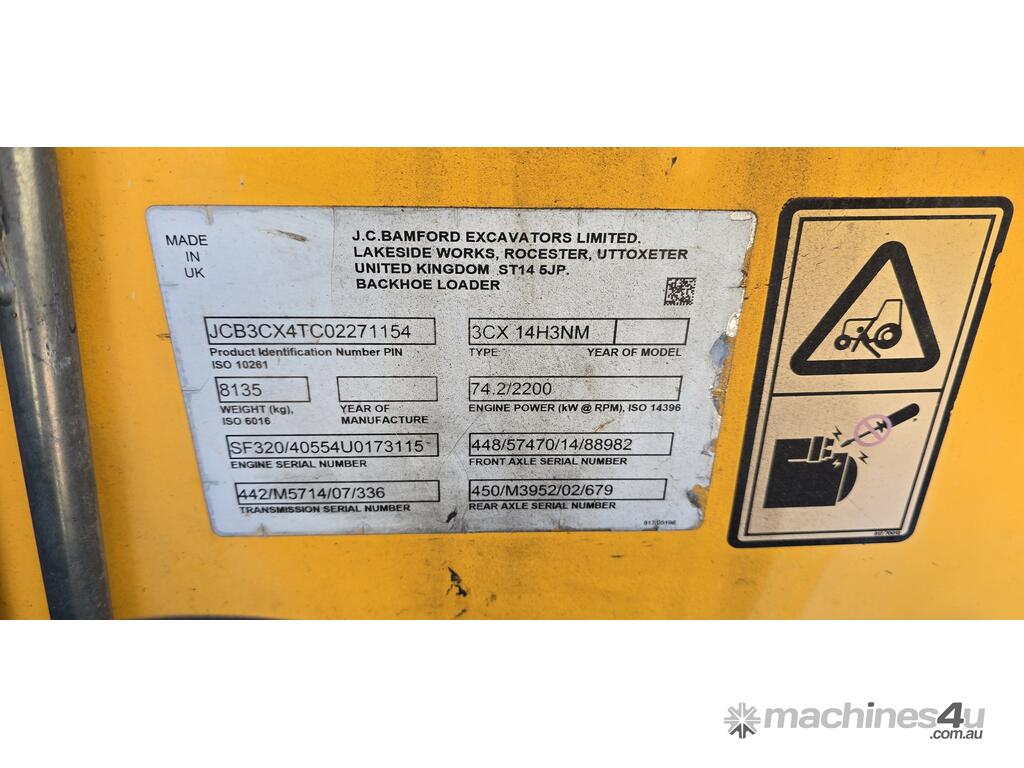 MADE
IN
UK
J.C.BAMFORD EXCAVATORS LIMITED.
LAKESIDE WORKS, ROCESTER, UTTOXETER
UNITED KINGDOM ST14 5JP.
BACKHOE LOADER
JCB3CX4TC02271154
Product Identification Number PIN
ISO 10261
3CX 14H3NM
TYPE YEAR OF MODEL
8135
WEIGHT (kg),
ISO 6016
YEAR OF
MANUFACTURE
74.2/2200
ENGINE POWER (kW @ RPM), ISO 14396
SF320/40554U0173115
ENGINE SERIAL NUMBER
448/57470/14/88982
FRONT AXLE SERIAL NUMBER
442/M5714/07/336
TRANSMISSION SERIAL NUMBER
450/M3952/02/679
REAR AXLE SERIAL NUMBER
machines4u
.com.au